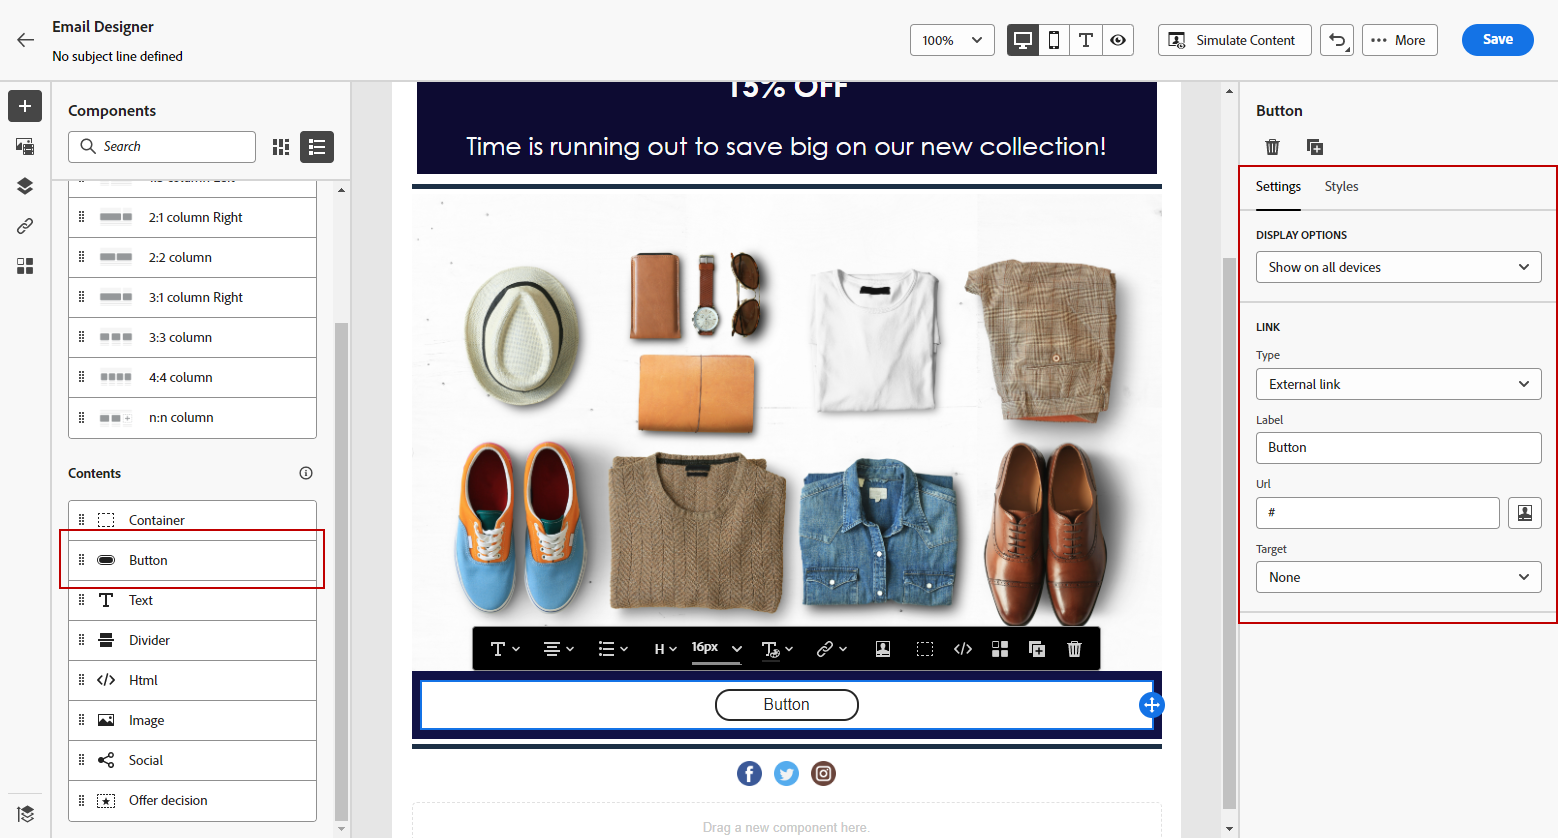 Email Designer
No subject line defined
100%
Simulate Content
More
Save
Components
Search
2:1 column Right
2:2 column
3:1 column Right
3:3 column
4:4 column
n:n column
Contents
Container
Button
Text
Divider
Html
Image
Social
Offer decision
15% OFF
Time is running out to save big on our new collection!
H
16px
Button
Drag a new component here.
Button
Settings
Styles
DISPLAY OPTIONS
Show on all devices
LINK
Type
External link
Label
Button
Url
#
Target
None